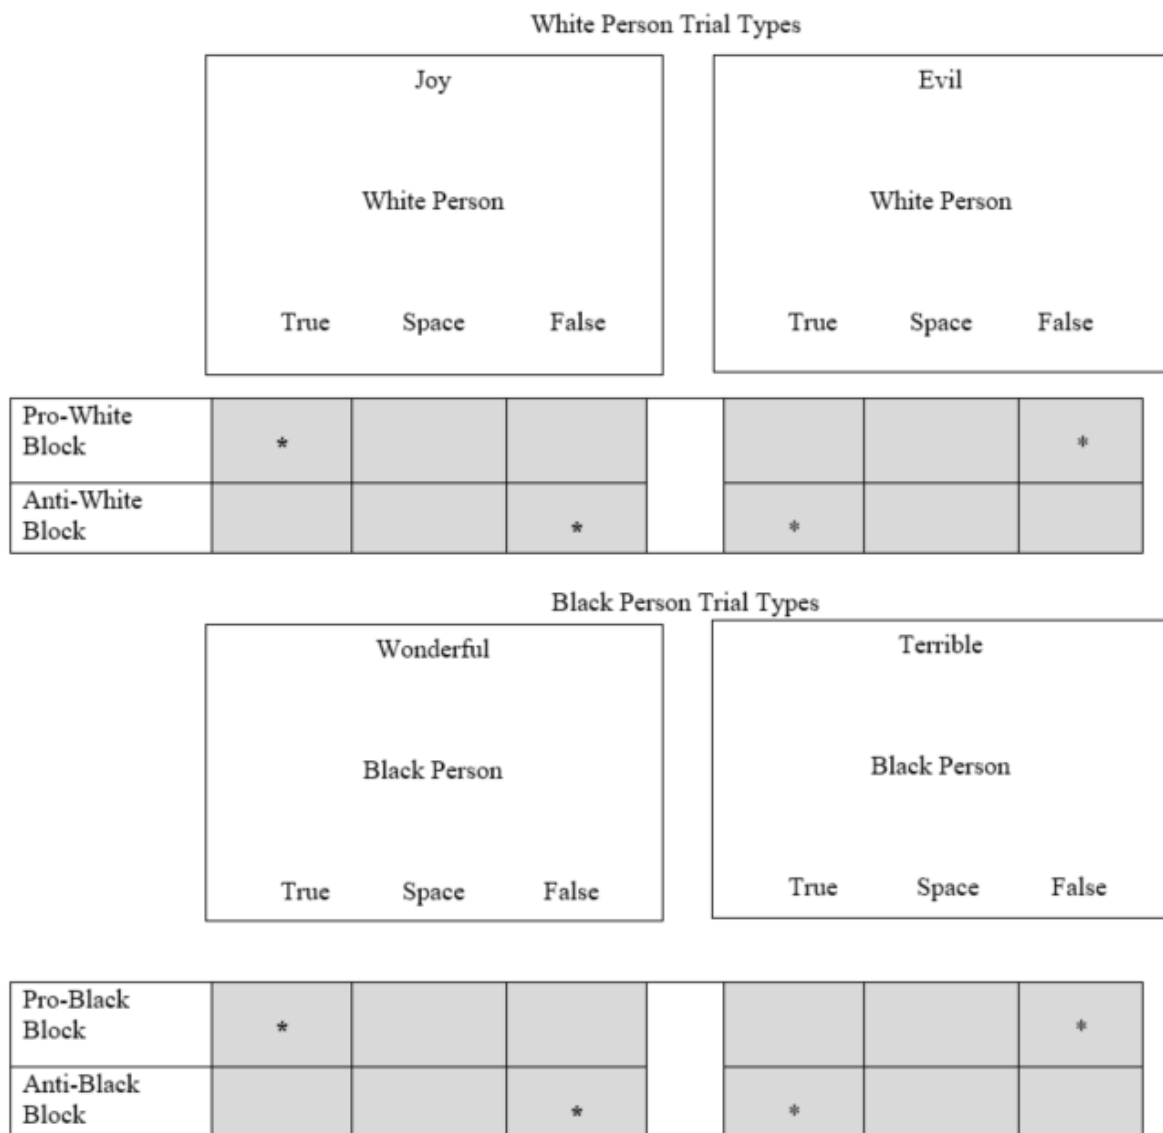 White Person Trial Types
Joy
Evil
White Person
White Person
True Space False
True Space False
Pro-White
Block
* *
Anti-White
Block
* *
Black Person Trial Types
Wonderful
Terrible
Black Person
Black Person
True Space False
True Space False
Pro-Black
Block
* *
Anti-Black
Block
* *